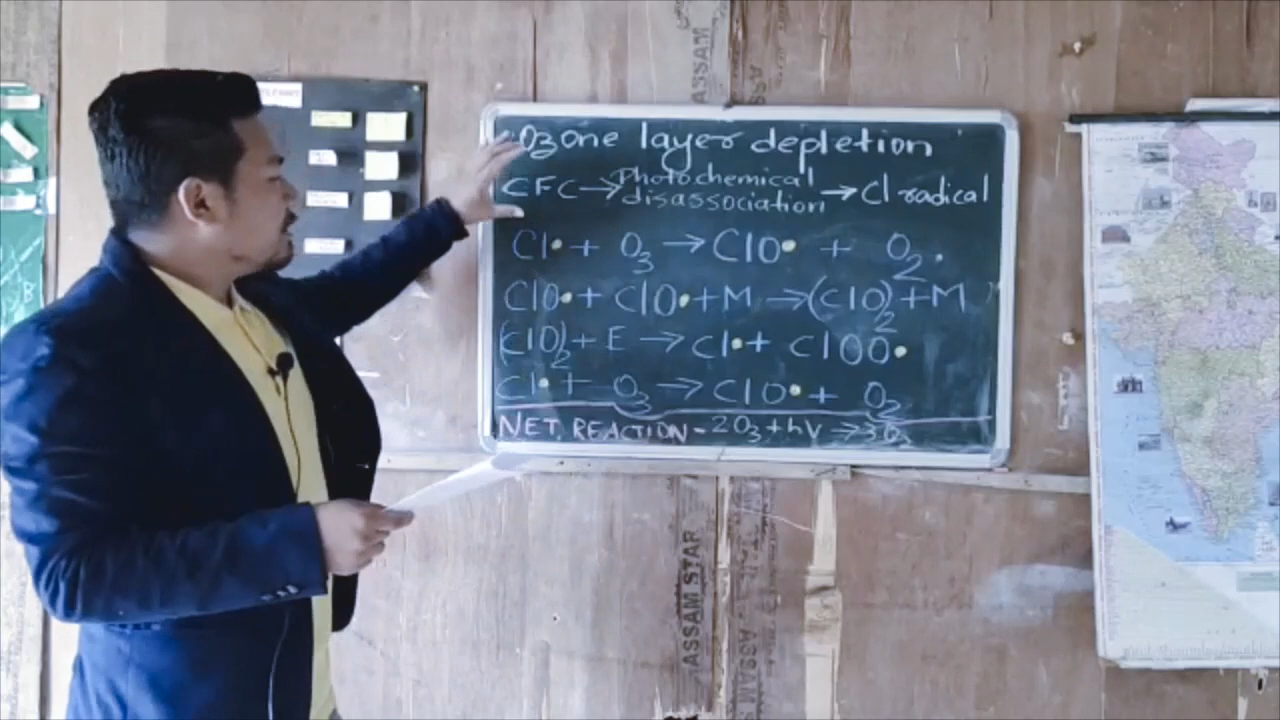 Ozone layer depletion
CFC → Photochemical disassociation → Cl radical
Cl• + O₃ → ClO• + O₂.
ClO• + ClO• + M → (ClO)₂ + M
(ClO)₂ + E → Cl• + ClOO•
Cl• + O₃ → ClO• + O₂
NET REACTION - 2O₃ + hv → 3O₂
ASSAM
ASSAM STAR
ASSAM
B